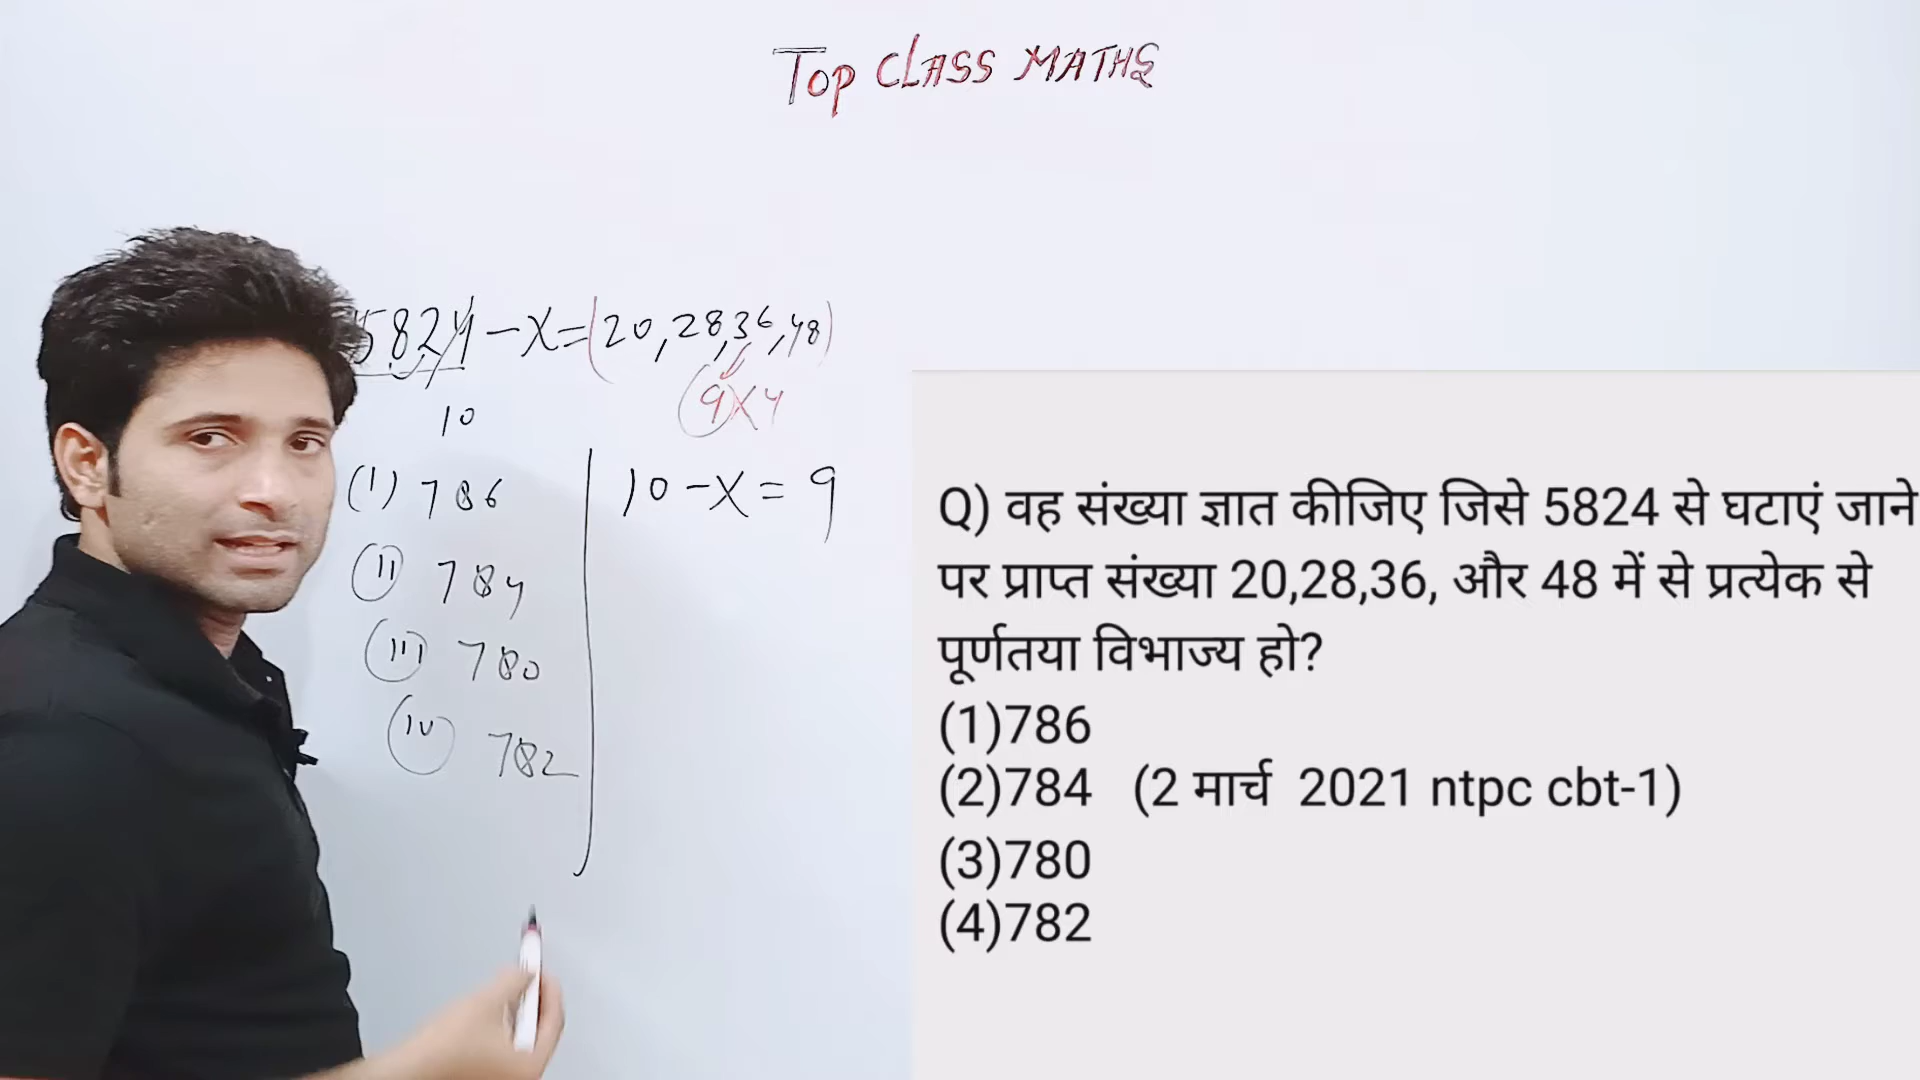 Top CLASS MATHS
5824 - x = (20, 28, 36, 48)
10
9x4
(I) 786
(II) 784
(III) 780
(IV) 782
10 - x = 9
Q) वह संख्या ज्ञात कीजिए जिसे 5824 से घटाएं जाने
पर प्राप्त संख्या 20,28,36, और 48 में से प्रत्येक से
पूर्णतया विभाज्य हो?
(1)786
(2)784 (2 मार्च 2021 ntpc cbt-1)
(3)780
(4)782